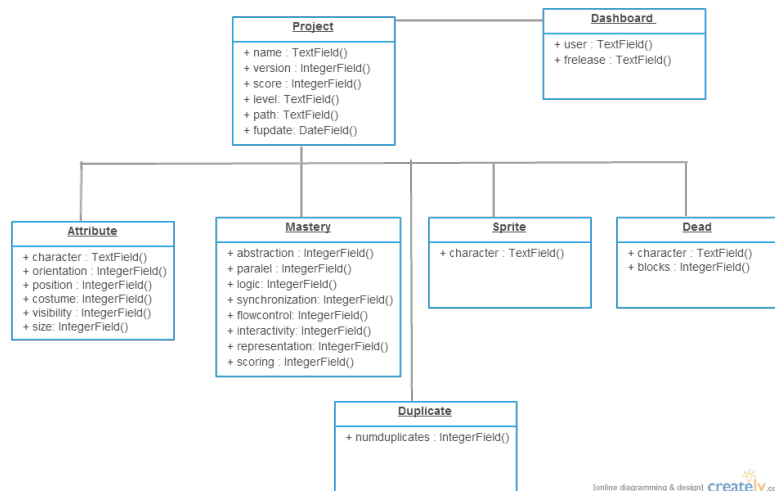 Project
+ name : TextField()
+ version : IntegerField()
+ score : IntegerField()
+ level: TextField()
+ path: TextField()
+ fupdate: DateField()
Dashboard
+ user : TextField()
+ frelease : TextField()
Attribute
+ character : TextField()
+ orientation : IntegerField()
+ position : IntegerField()
+ costume : IntegerField()
+ visibility : IntegerField()
+ size: IntegerField()
Mastery
+ abstraction : IntegerField()
+ paralel : IntegerField()
+ logic : IntegerField()
+ synchronization: IntegerField()
+ flowcontrol: IntegerField()
+ interactivity: IntegerField()
+ representation: IntegerField()
+ scoring : IntegerField()
Sprite
+ character : TextField()
Dead
+ character : TextField()
+ blocks : IntegerField()
Duplicate
+ numduplicates : IntegerField()
[online diagramming & design] creately.co